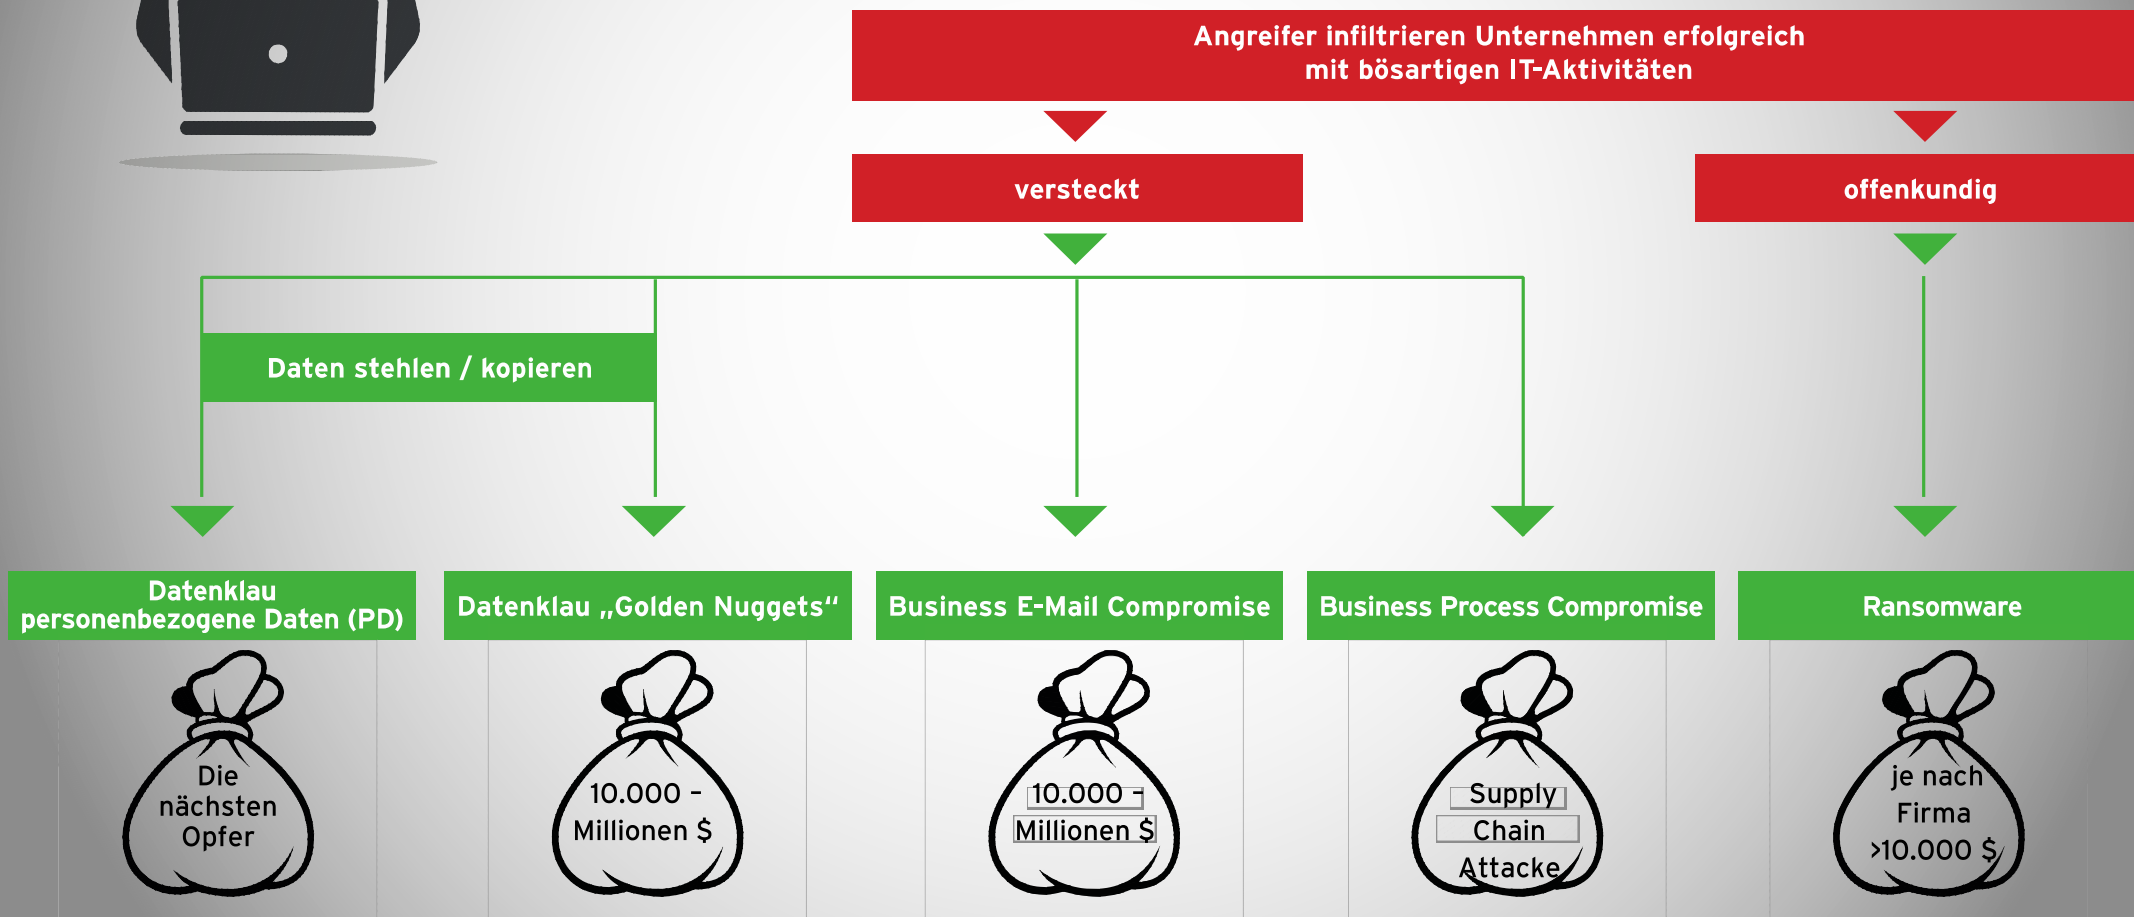 Angreifer infiltrieren Unternehmen erfolgreich
mit bösartigen IT-Aktivitäten
versteckt
offenkundig
Daten stehlen / kopieren
Datenklau
personenbezogene Daten (PD)
Datenklau „Golden Nuggets“
Business E-Mail Compromise
Business Process Compromise
Ransomware
Die
nächsten
Opfer
10.000 –
Millionen $
10.000 –
Millionen $
Supply
Chain
Attacke
je nach
Firma
>10.000 $